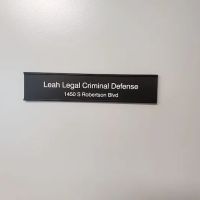 Leah Legal Criminal Defense
1450 S Robertson Blvd